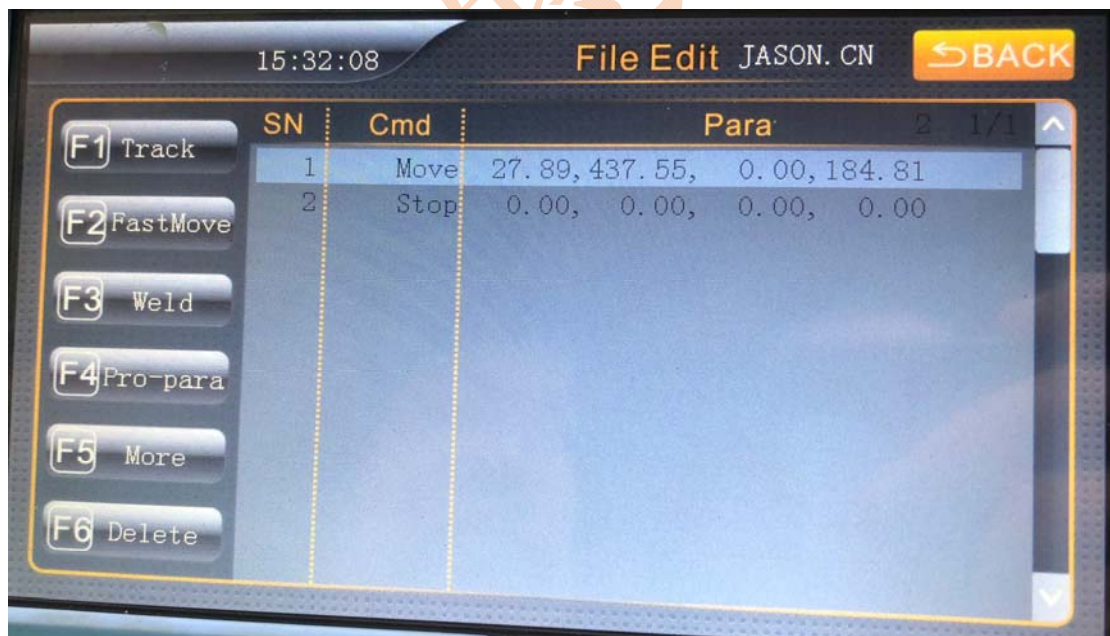 15:32:08 File Edit JASON.CN BACK
SN Cmd Para 2 1/1
F1 Track
1 Move 27.89,437.55, 0.00,184.81
2 Stop 0.00, 0.00, 0.00, 0.00
F2 FastMove
F3 Weld
F4 Pro-para
F5 More
F6 Delete